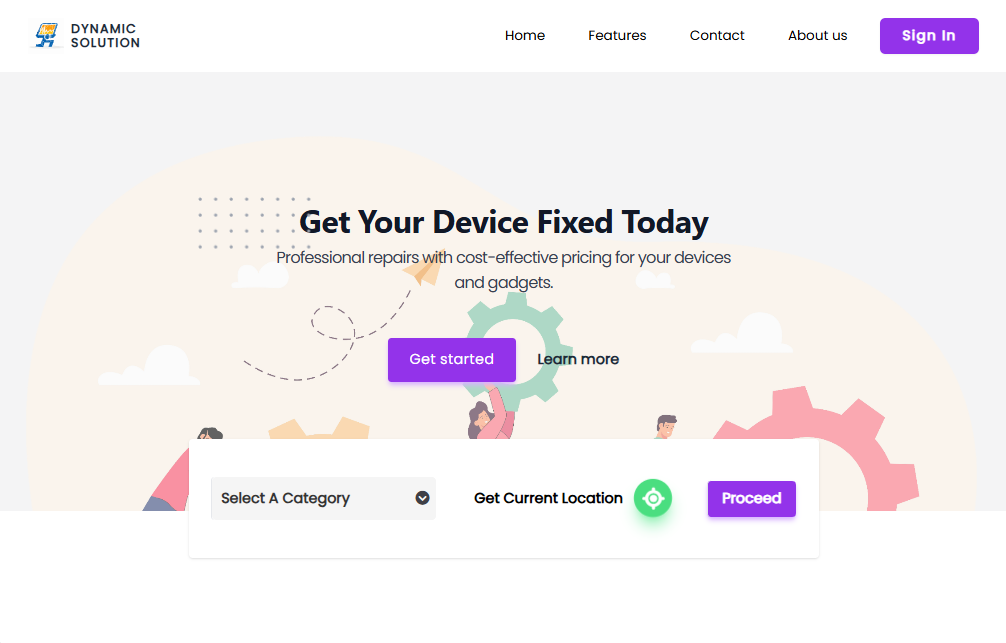 DYNAMIC
SOLUTION
Home
Features
Contact
About us
Sign In
Get Your Device Fixed Today
Professional repairs with cost-effective pricing for your devices
and gadgets.
Get started
Learn more
Select A Category
Get Current Location
Proceed